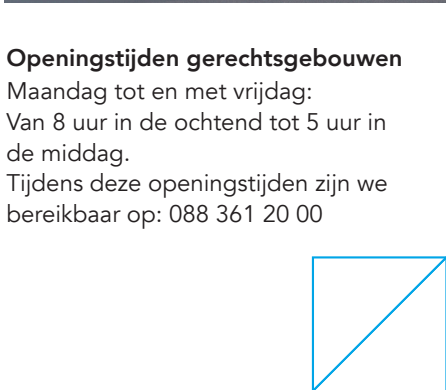 Openingstijden gerechtsgebouwen
Maandag tot en met vrijdag:
Van 8 uur in de ochtend tot 5 uur in
de middag.
Tijdens deze openingstijden zijn we
bereikbaar op: 088 361 20 00